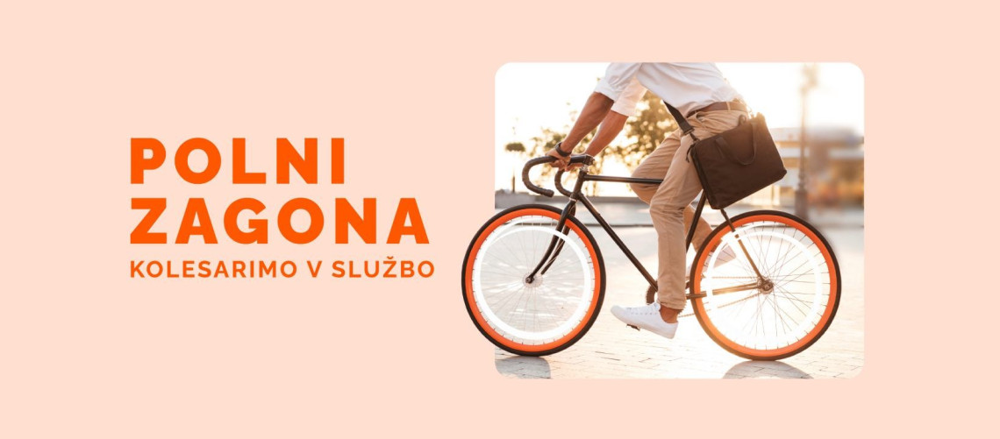 POLNI
ZAGONA
KOLESARIMO V SLUŽBO